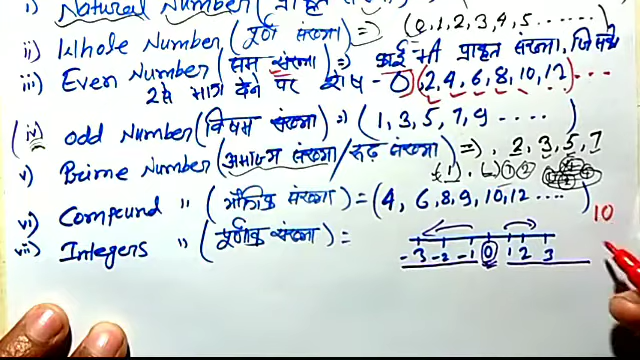 i) Natural Number (प्राकृत
ii) Whole Number (पूर्ण संख्या) => (0,1,2,3,4,5.......)
iii) Even Number (सम संख्या) => कोई भी प्राकृत संख्या, जिसमें
2 से भाग देने पर शेष - 0 (2,4,6,8,10,12)...
iv) Odd Number (विषम संख्या) => (1, 3, 5, 7, 9 .....)
v) Prime Number (अभाज्य संख्या/रूढ़ संख्या) => . 2, 3, 5, 7
(1).
vi) Compound " (यौगिक संख्या) = (4, 6, 8, 9, 10, 12 ....) 10
vii) Integers " (पूर्णांक संख्या) =
-3 -2 -1 0 1 2 3